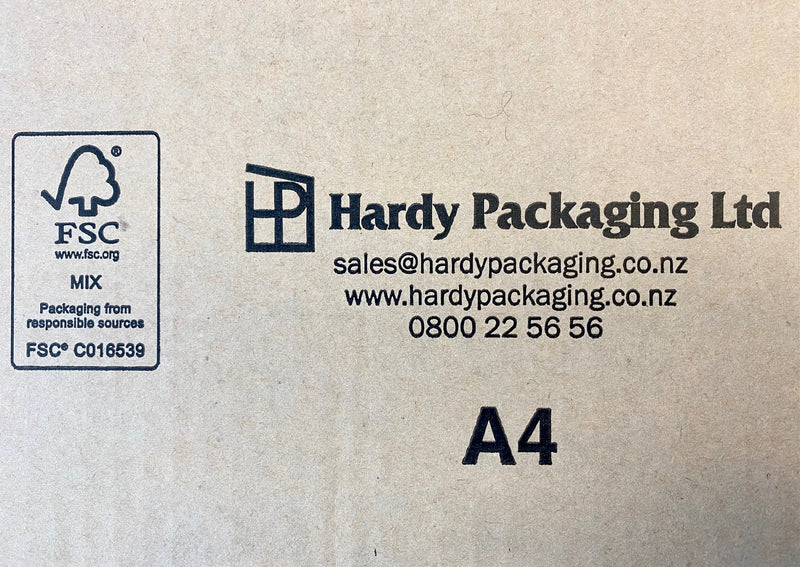 FSC®
www.fsc.org
MIX
Packaging from
responsible sources
FSC® C016539
HP Hardy Packaging Ltd
sales@hardypackaging.co.nz
www.hardypackaging.co.nz
0800 22 56 56
A4